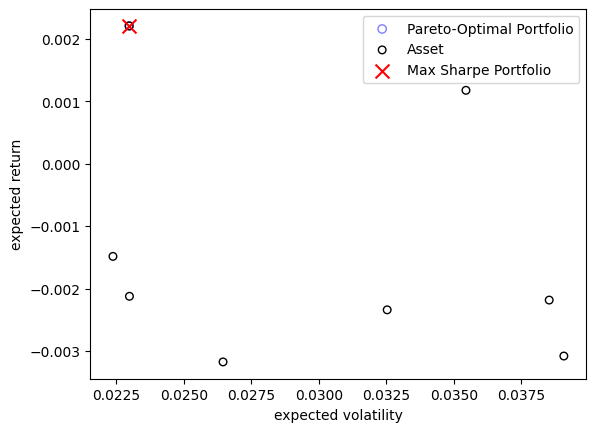 Pareto-Optimal Portfolio
Asset
Max Sharpe Portfolio
0.002
0.001
0.000
−0.001
−0.002
−0.003
expected return
0.0225 0.0250 0.0275 0.0300 0.0325 0.0350 0.0375
expected volatility